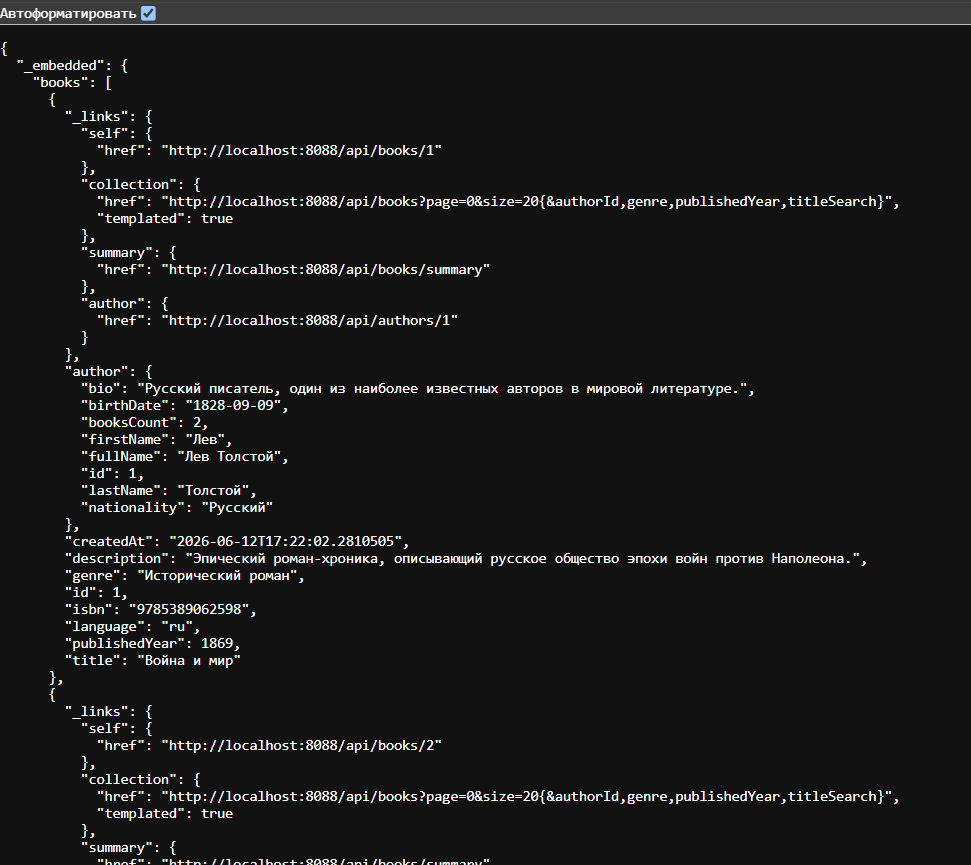 Автоформатировать
{
  "_embedded": {
    "books": [
      {
        "_links": {
          "self": {
            "href": "http://localhost:8088/api/books/1"
          },
          "collection": {
            "href": "http://localhost:8088/api/books?page=0&size=20{&authorId,genre,publishedYear,titleSearch}",
            "templated": true
          },
          "summary": {
            "href": "http://localhost:8088/api/books/summary"
          },
          "author": {
            "href": "http://localhost:8088/api/authors/1"
          }
        },
        "author": {
          "bio": "Русский писатель, один из наиболее известных авторов в мировой литературе.",
          "birthDate": "1828-09-09",
          "booksCount": 2,
          "firstName": "Лев",
          "fullName": "Лев Толстой",
          "id": 1,
          "lastName": "Толстой",
          "nationality": "Русский"
        },
        "createdAt": "2026-06-12T17:22:02.2810505",
        "description": "Эпический роман-хроника, описывающий русское общество эпохи войн против Наполеона.",
        "genre": "Исторический роман",
        "id": 1,
        "isbn": "9785389062598",
        "language": "ru",
        "publishedYear": 1869,
        "title": "Война и мир"
      },
      {
        "_links": {
          "self": {
            "href": "http://localhost:8088/api/books/2"
          },
          "collection": {
            "href": "http://localhost:8088/api/books?page=0&size=20{&authorId,genre,publishedYear,titleSearch}",
            "templated": true
          },
          "summary": {
            "href": "http://localhost:8088/api/books/summary"